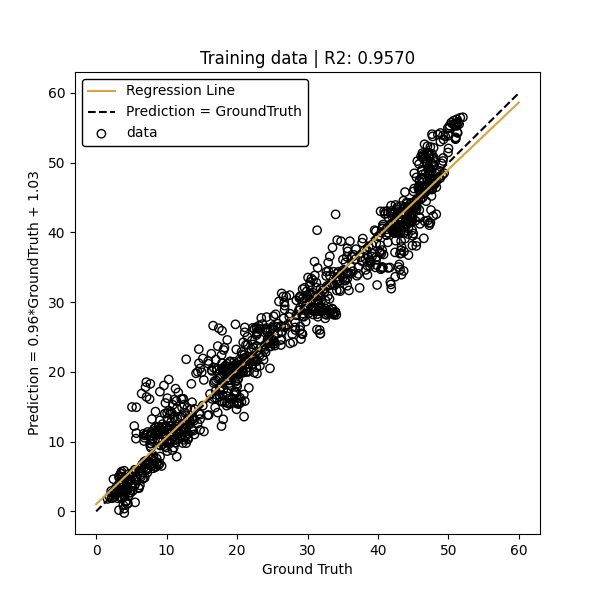 Training data | R2: 0.9570
Regression Line
Prediction = GroundTruth
data
Prediction = 0.96*GroundTruth + 1.03
60
50
40
30
20
10
0
0 10 20 30 40 50 60
Ground Truth